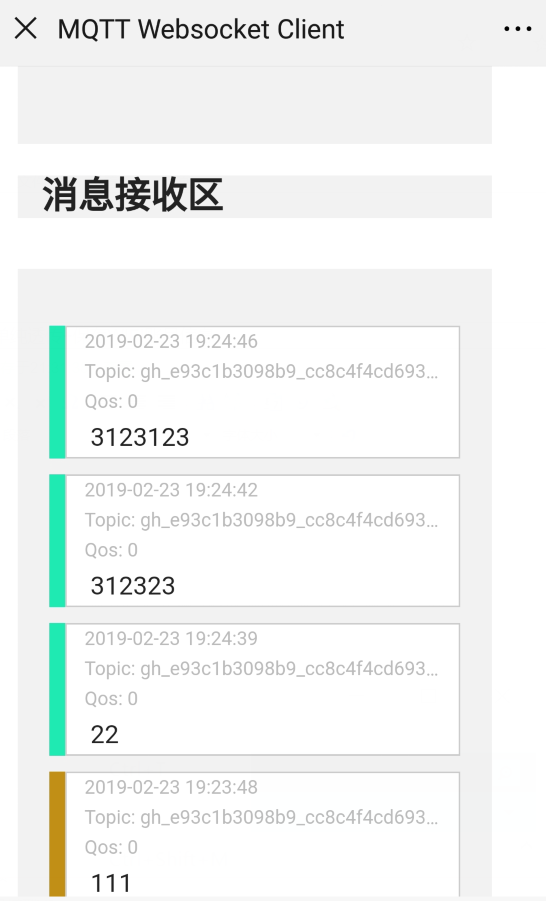 MQTT Websocket Client
消息接收区
2019-02-23 19:24:46
Topic: gh_e93c1b3098b9_cc8c4f4cd693...
Qos: 0
3123123
2019-02-23 19:24:42
Topic: gh_e93c1b3098b9_cc8c4f4cd693...
Qos: 0
312323
2019-02-23 19:24:39
Topic: gh_e93c1b3098b9_cc8c4f4cd693...
Qos: 0
22
2019-02-23 19:23:48
Topic: gh_e93c1b3098b9_cc8c4f4cd693...
Qos: 0
111